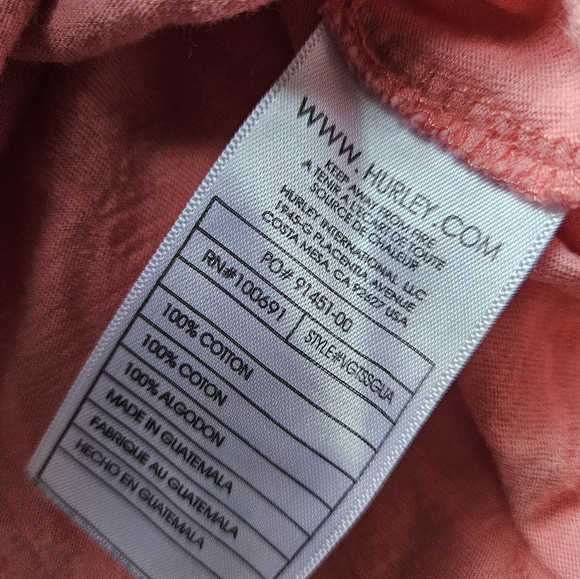 WWW.HURLEY.COM
KEEP AWAY FROM FIRE
A TENIR A L'ECART DE TOUTE
SOURCE DE CHALEUR
HURLEY INTERNATIONAL LLC
1945-G PLACENTIA AVENUE
COSTA MESA, CA 92627 USA
PO# 91451-00
RN#100691 STYLE#VGTSSGUA
100% COTTON
100% COTON
100% ALGODON
MADE IN GUATEMALA
FABRIQUE AU GUATEMALA
HECHO EN GUATEMALA